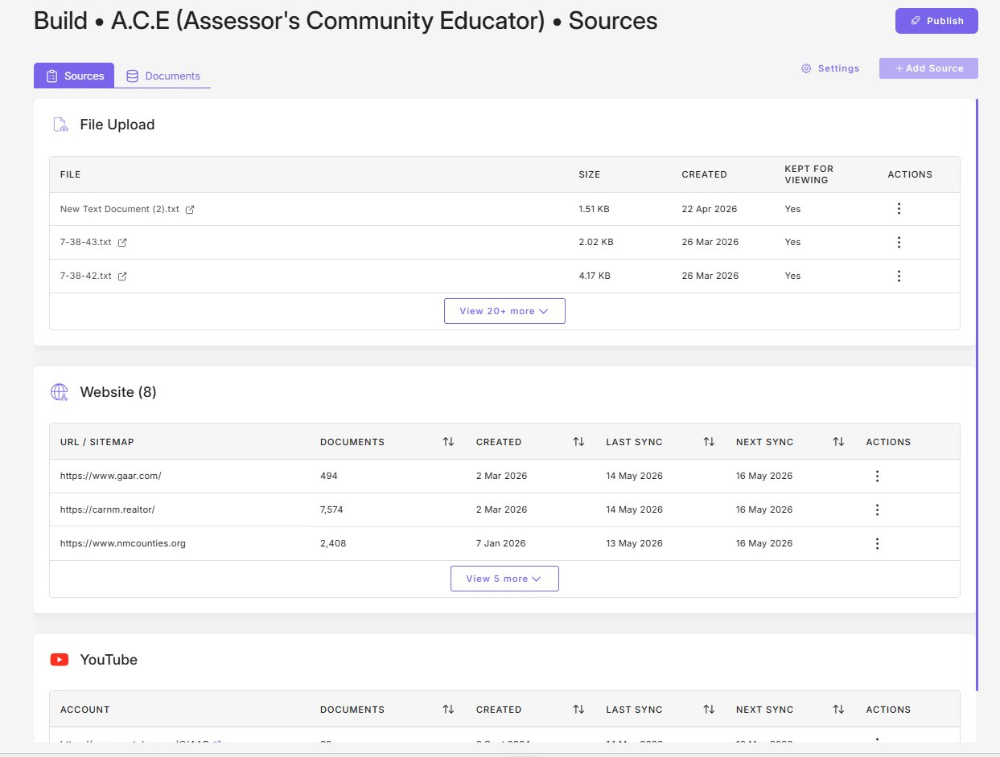 Build • A.C.E (Assessor's Community Educator) • Sources
Publish
Sources
Documents
Settings
+ Add Source
File Upload
FILE SIZE CREATED KEPT FOR VIEWING ACTIONS
New Text Document (2).txt 1.51 KB 22 Apr 2026 Yes
7-38-43.txt 2.02 KB 26 Mar 2026 Yes
7-38-42.txt 4.17 KB 26 Mar 2026 Yes
View 20+ more
Website (8)
URL / SITEMAP DOCUMENTS CREATED LAST SYNC NEXT SYNC ACTIONS
https://www.gaar.com/ 494 2 Mar 2026 14 May 2026 16 May 2026
https://carnm.realtor/ 7,574 2 Mar 2026 14 May 2026 16 May 2026
https://www.nmcounties.org 2,408 7 Jan 2026 13 May 2026 16 May 2026
View 5 more
YouTube
ACCOUNT DOCUMENTS CREATED LAST SYNC NEXT SYNC ACTIONS